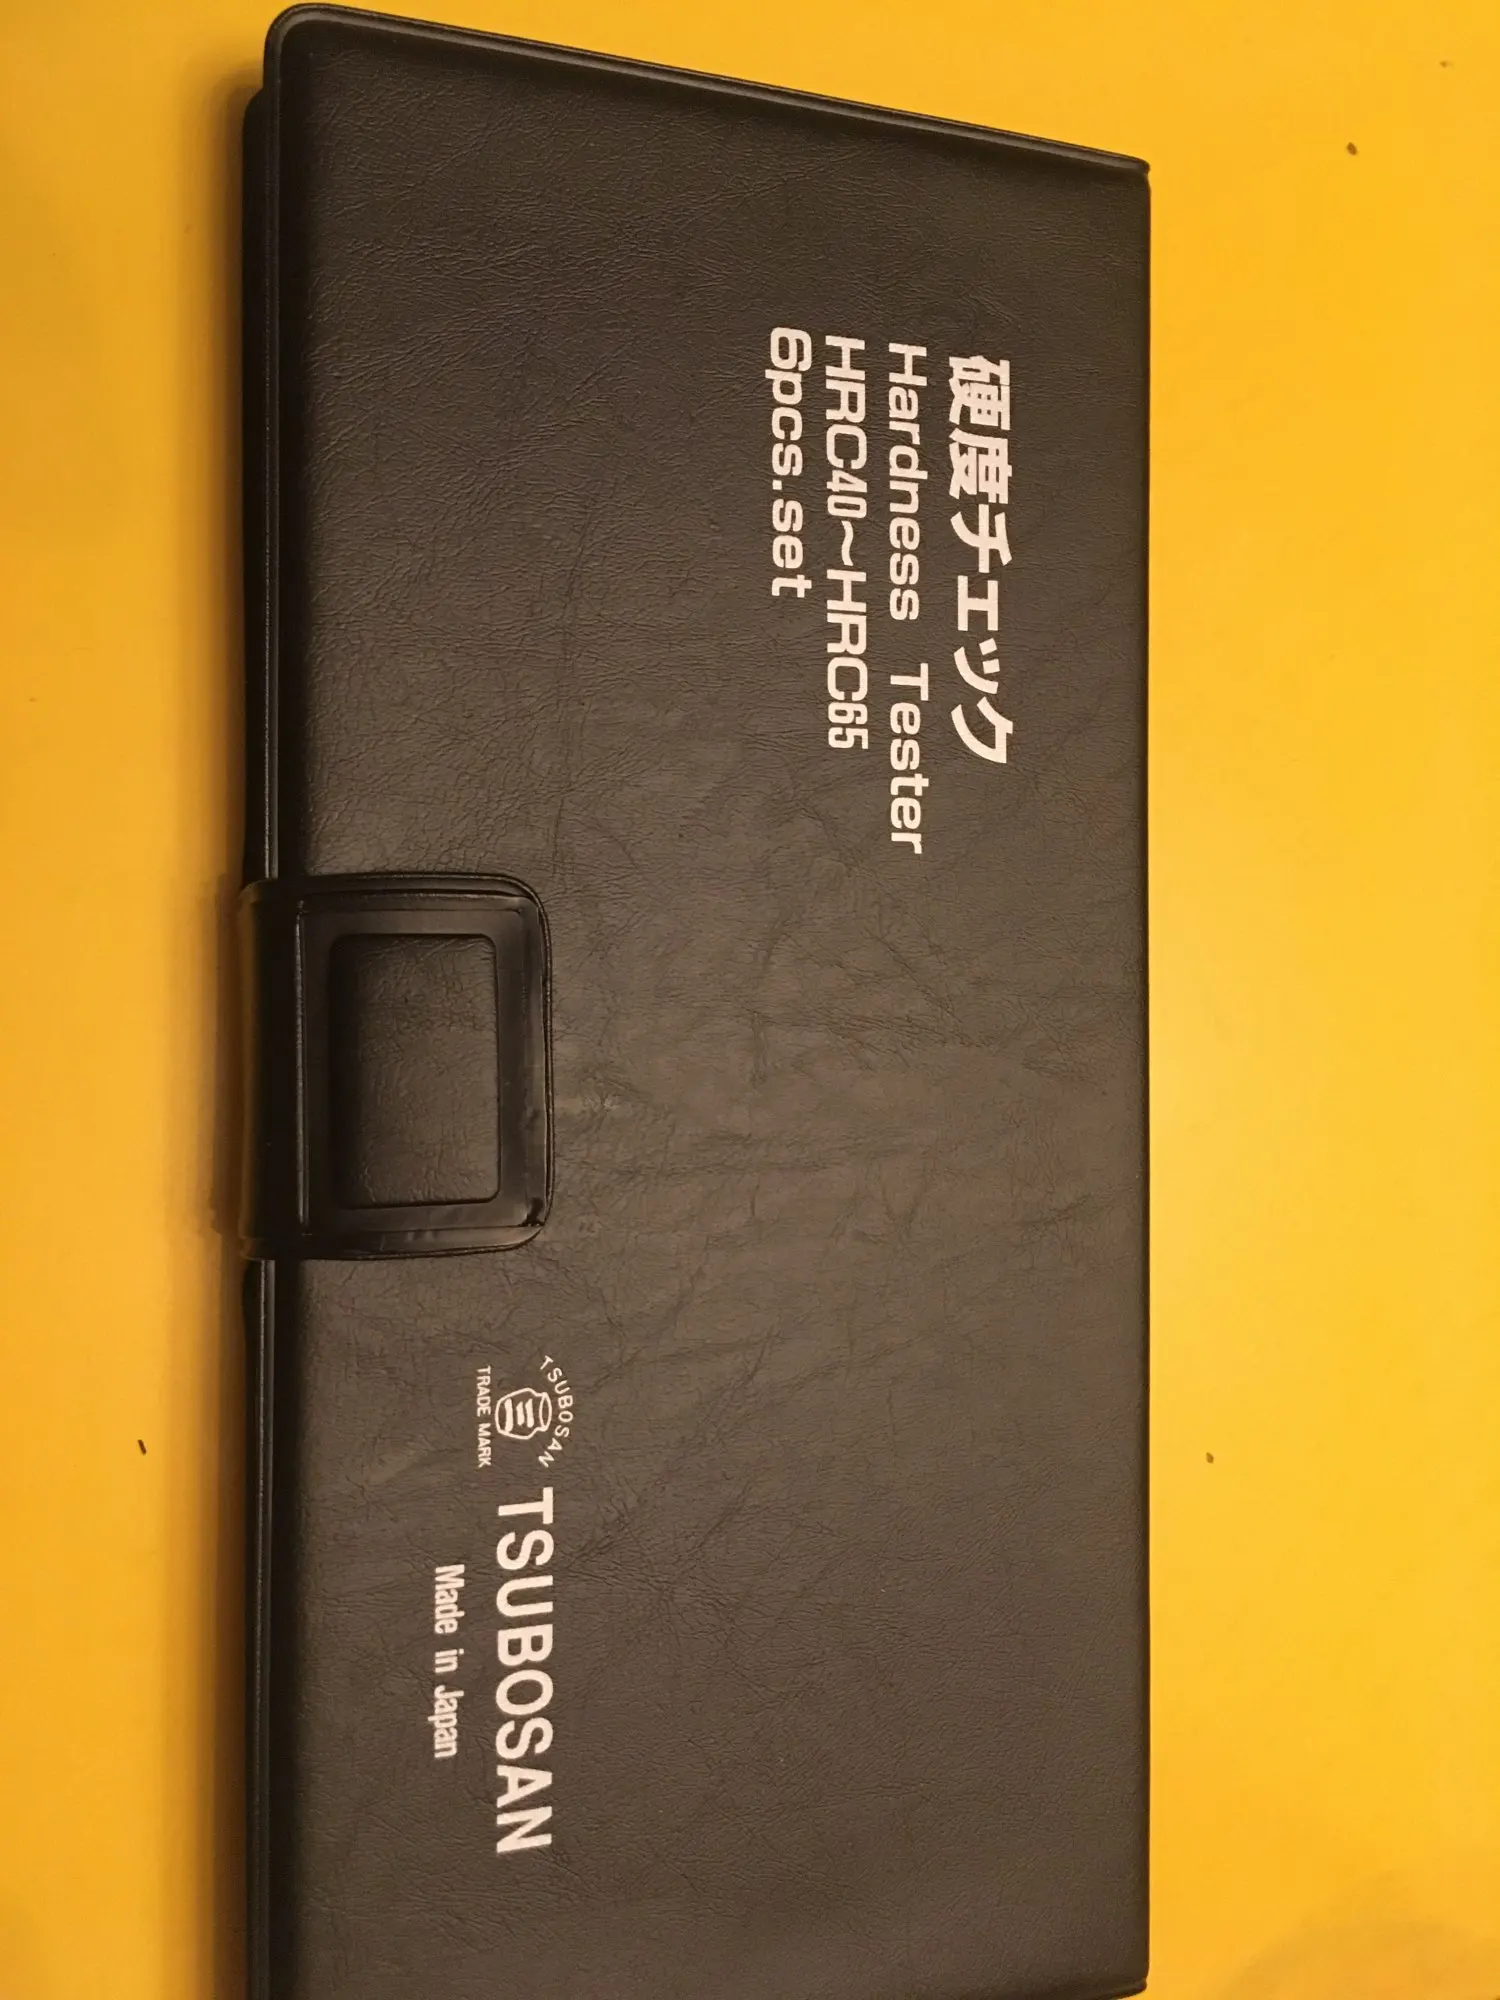 硬度チェック
Hardness Tester
HRC40~HRC65
6pcs.set
TSUBOSAN
三
TRADE MARK
TSUBOSAN
Made in Japan